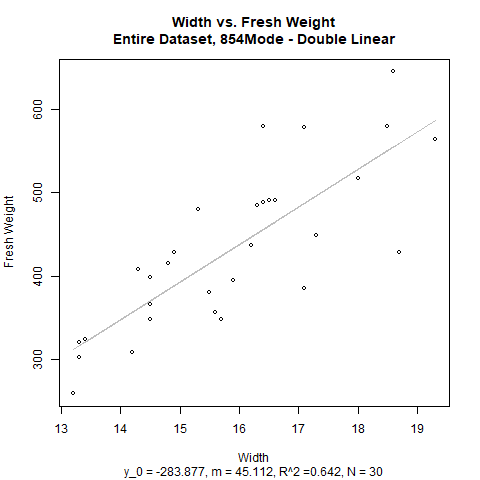 Width vs. Fresh Weight
Entire Dataset, 854Mode - Double Linear
600
500
400
300
Fresh Weight
13 14 15 16 17 18 19
Width
y_0 = -283.877, m = 45.112, R^2 =0.642, N = 30